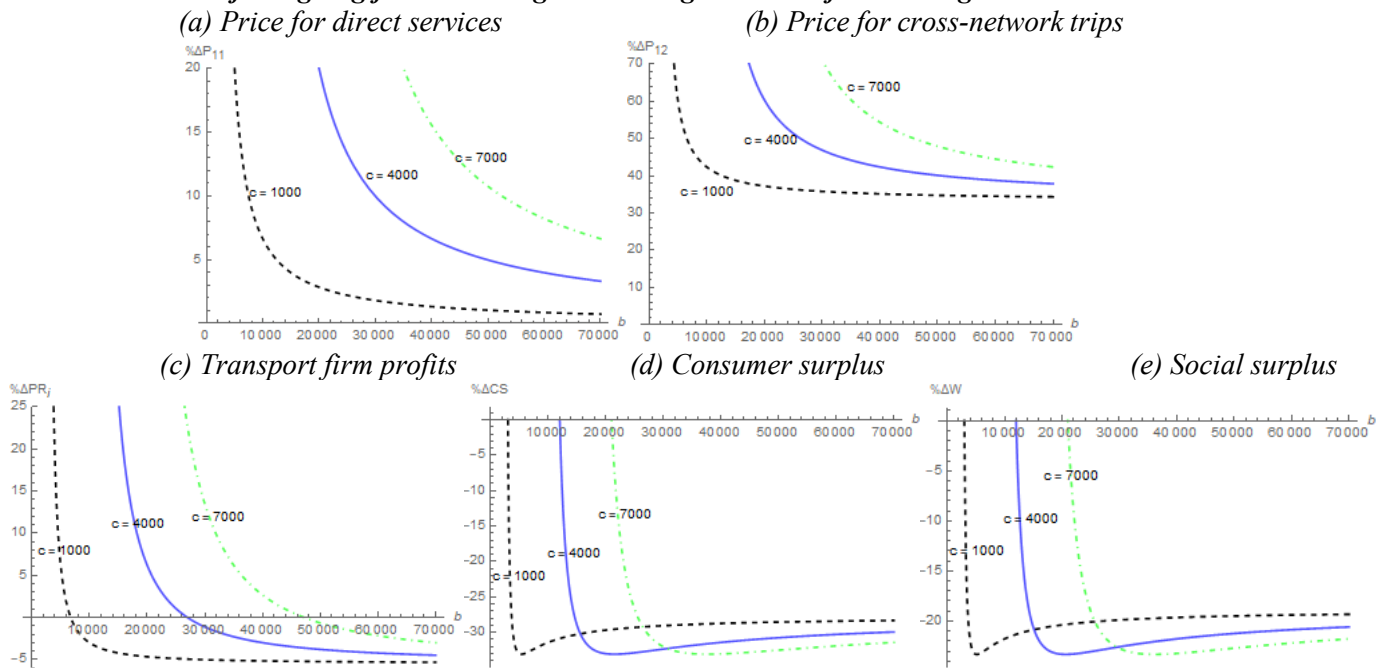 (a) Price for direct services (b) Price for cross-network trips
%ΔP11 %ΔP12
20 70
c = 7000
60
15 c = 7000
50
c = 4000
c = 4000
10 c = 1000 40
c = 1000
30
5 20
10
0 10 000 20 000 30 000 40 000 50 000 60 000 70 000 b 0 10 000 20 000 30 000 40 000 50 000 60 000 70 000 b
(c) Transport firm profits (d) Consumer surplus (e) Social surplus
%ΔPRj %ΔCS %ΔW
25
b b
10 000 20 000 30 000 40 000 50 000 60 000 70 000 10 000 20 000 30 000 40 000 50 000 60 000 70 000
20 -5 -5
c = 7000
15 -10
c = 7000 c = 7000 -10 c = 4000
c = 4000 -15
10
c = 4000 c = 1000
c = 1000 -20 -15
5 c = 1000
-25
b
10 000 20 000 30 000 40 000 50 000 60 000 70 000 -30 -20
-5